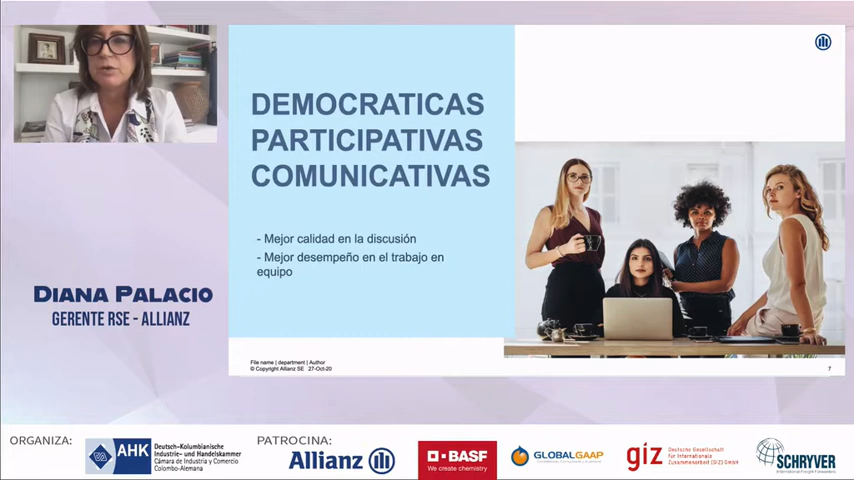 DEMOCRATICAS
PARTICIPATIVAS
COMUNICATIVAS
- Mejor calidad en la discusión
- Mejor desempeño en el trabajo en
equipo
DIANA PALACIO
GERENTE RSE - ALLIANZ
File name | department | Author
© Copyright Allianz SE 27-Oct-20
7
ORGANIZA:
AHK
Deutsch-Kolumbianische
Industrie- und Handelskammer
Cámara de Industria y Comercio
Colombo-Alemana
PATROCINA:
Allianz
BASF
We create chemistry
GLOBALGAAP
giz
Deutsche Gesellschaft
für Internationale
Zusammenarbeit (GIZ) GmbH
SCHRYVER
International Freight Forwarders